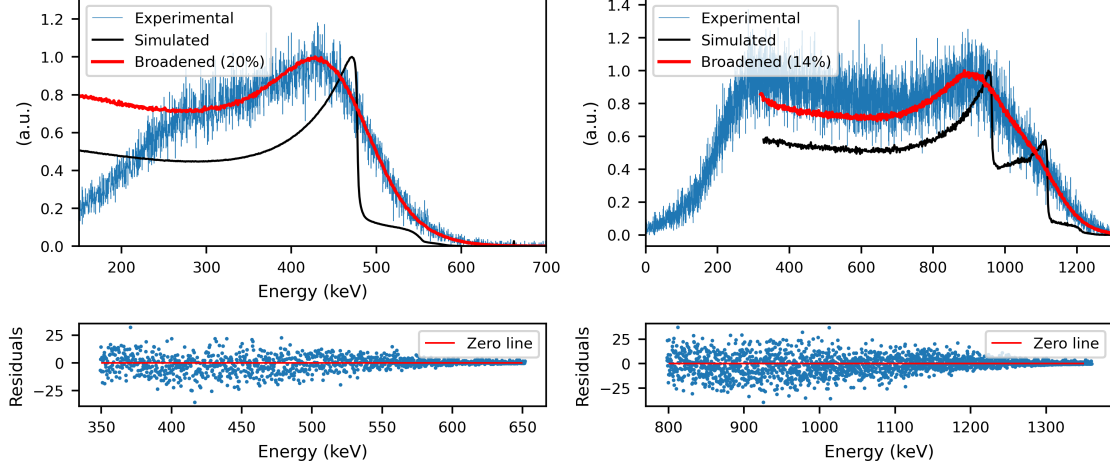 1.2
1.0
0.8
0.6
0.4
0.2
0.0
(a.u.)
Experimental
Simulated
Broadened (20%)
200 300 400 500 600 700
Energy (keV)
1.4
1.2
1.0
0.8
0.6
0.4
0.2
0.0
(a.u.)
Experimental
Simulated
Broadened (14%)
0 200 400 600 800 1000 1200
25
0
−25
Residuals
Zero line
350 400 450 500 550 600 650
Energy (keV)
25
0
−25
Residuals
Zero line
800 900 1000 1100 1200 1300
Energy (keV)